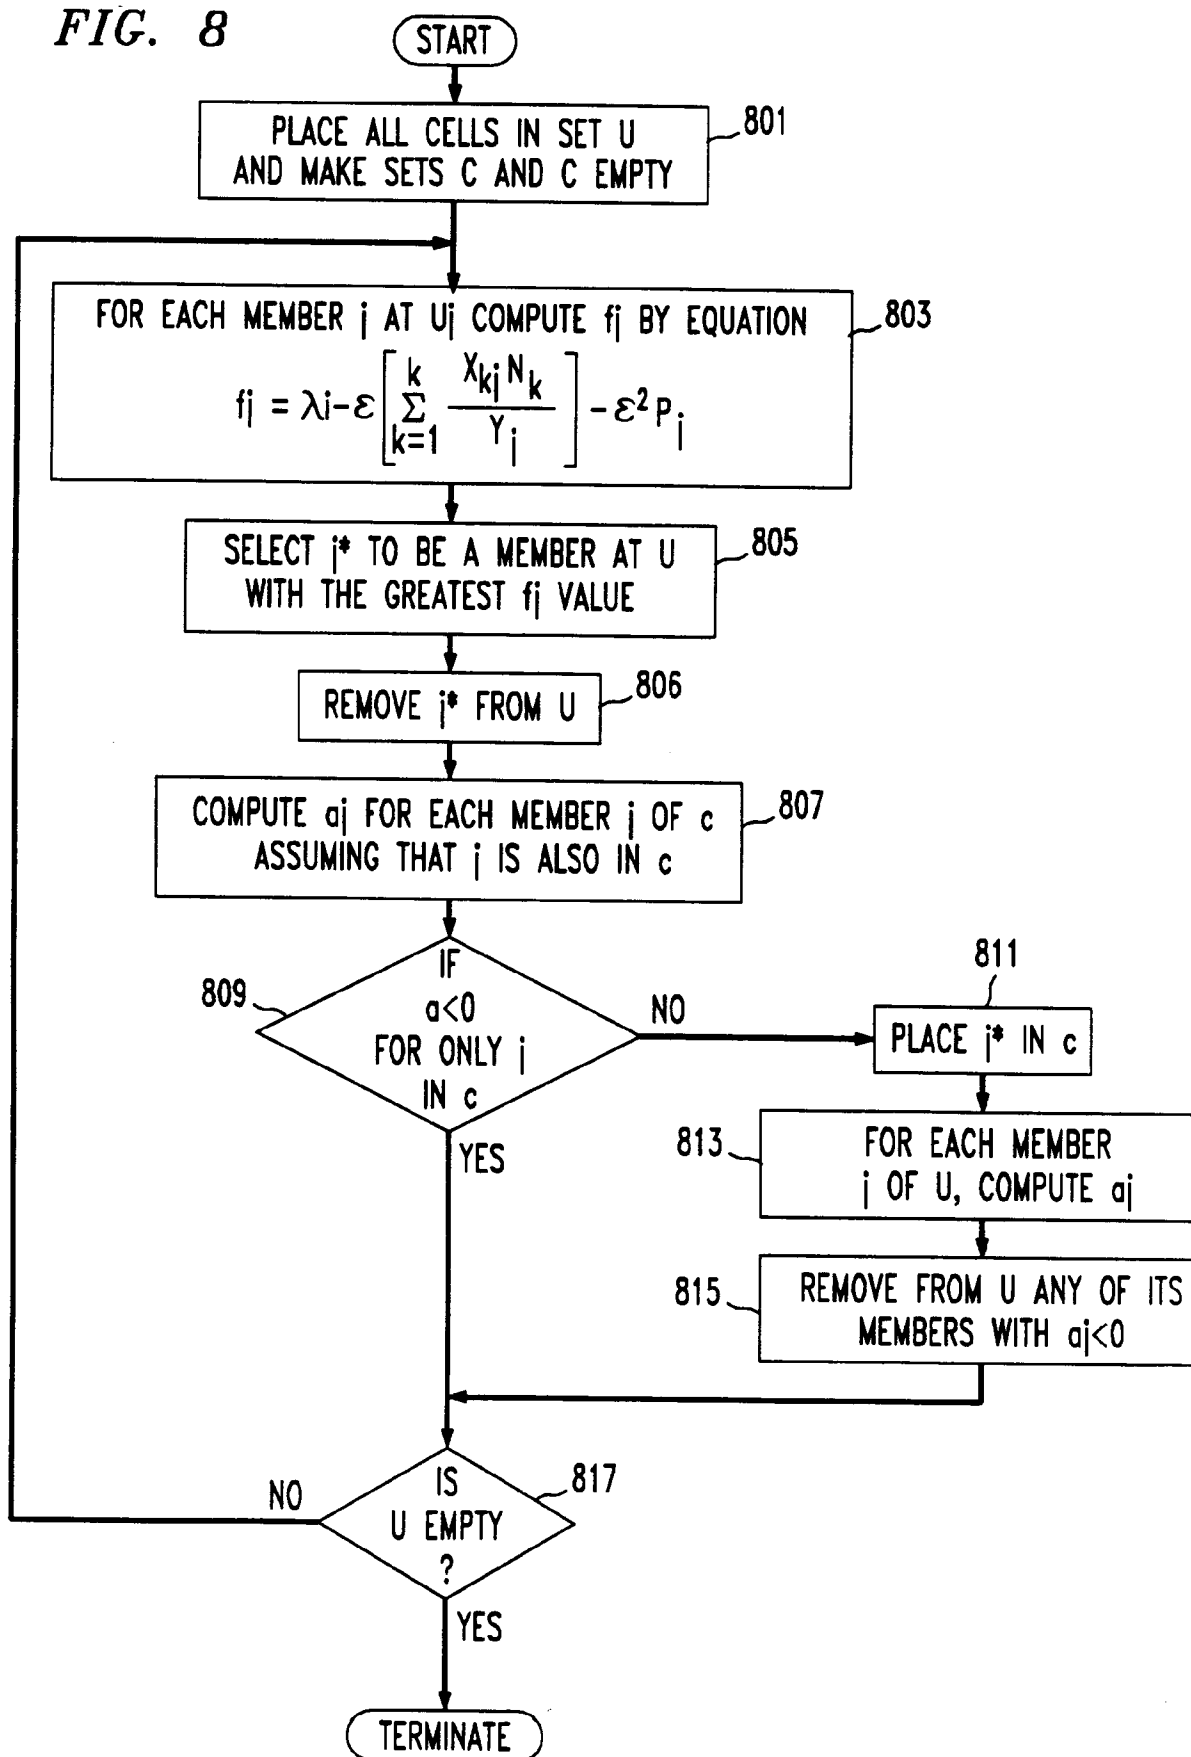 FIG. 8
START
PLACE ALL CELLS IN SET U
AND MAKE SETS C AND C EMPTY
801
FOR EACH MEMBER j AT Uj COMPUTE fj BY EQUATION
fj = λi-ε[ k Σ k=1 Xkj Nk / Yj ] - ε² Pj
803
SELECT j* TO BE A MEMBER AT U
WITH THE GREATEST fj VALUE
805
REMOVE j* FROM U
806
COMPUTE aj FOR EACH MEMBER j OF c
ASSUMING THAT j IS ALSO IN c
807
IF
a<0
FOR ONLY j
IN c
809
NO
YES
811
PLACE j* IN c
813
FOR EACH MEMBER
j OF U, COMPUTE aj
815
REMOVE FROM U ANY OF ITS
MEMBERS WITH aj<0
IS
U EMPTY
?
817
NO
YES
TERMINATE